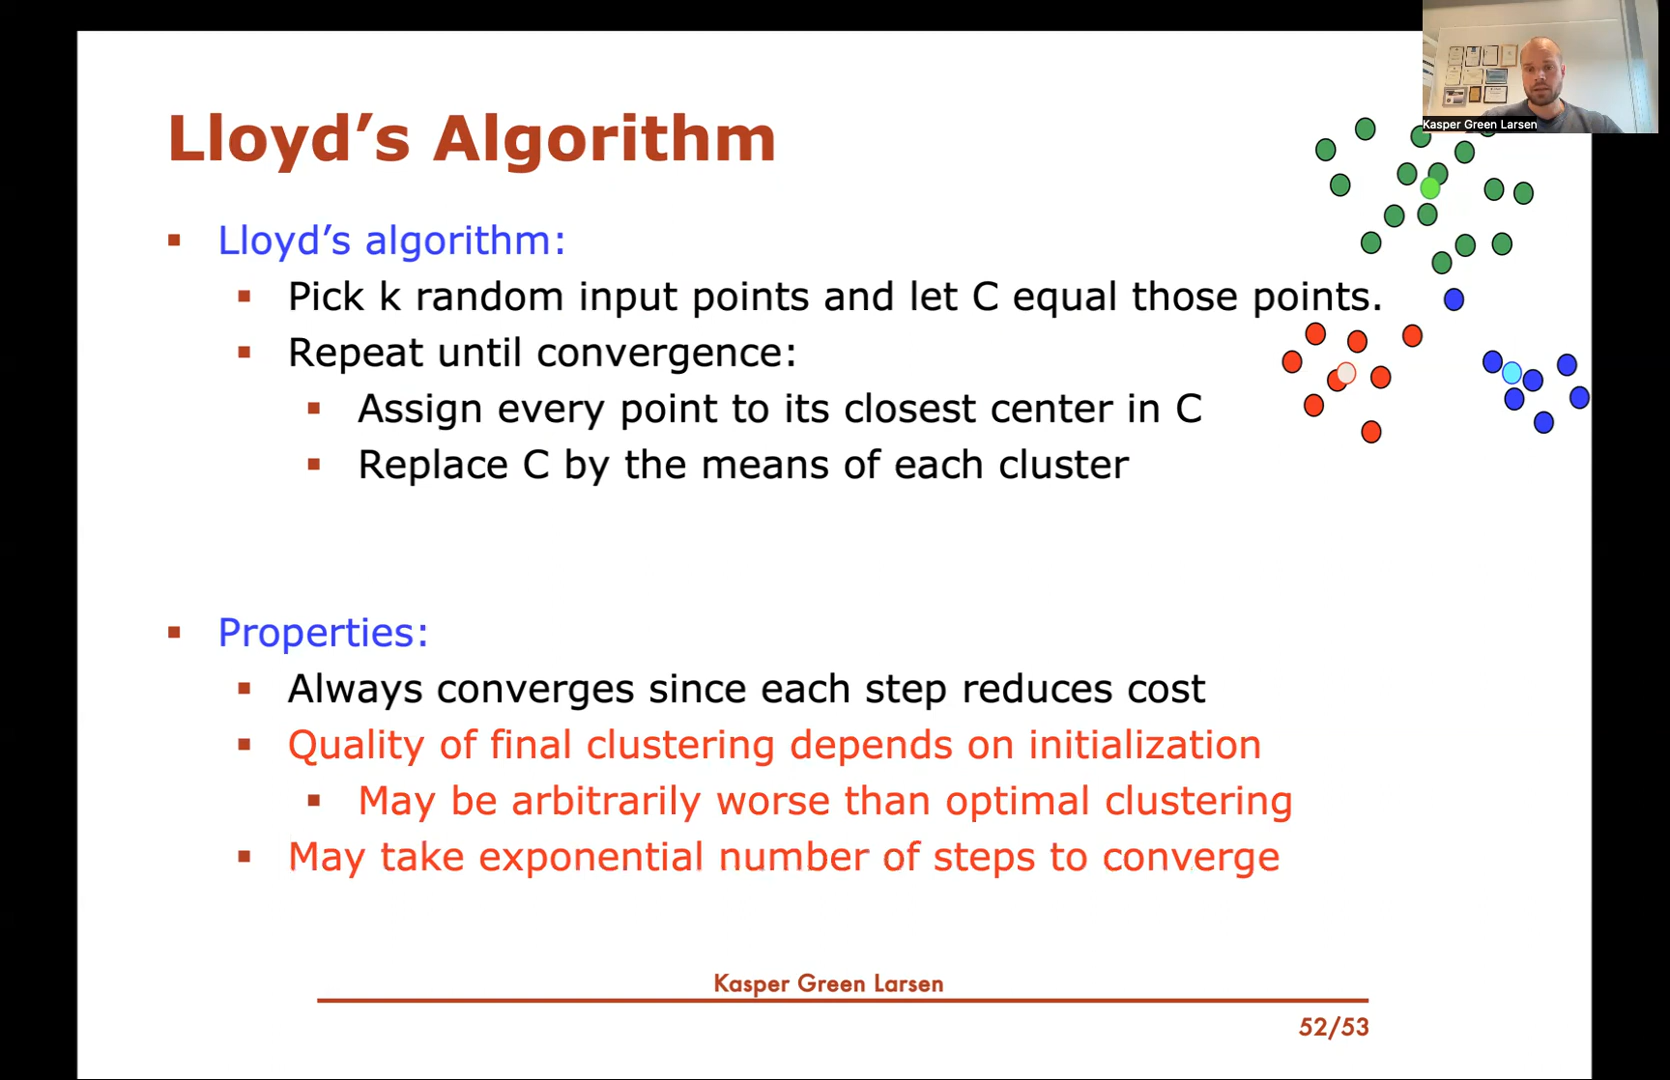 Kasper Green Larsen
Lloyd’s Algorithm
▪ Lloyd’s algorithm:
▪ Pick k random input points and let C equal those points.
▪ Repeat until convergence:
▪ Assign every point to its closest center in C
▪ Replace C by the means of each cluster
▪ Properties:
▪ Always converges since each step reduces cost
▪ Quality of final clustering depends on initialization
▪ May be arbitrarily worse than optimal clustering
▪ May take exponential number of steps to converge
Kasper Green Larsen
52/53